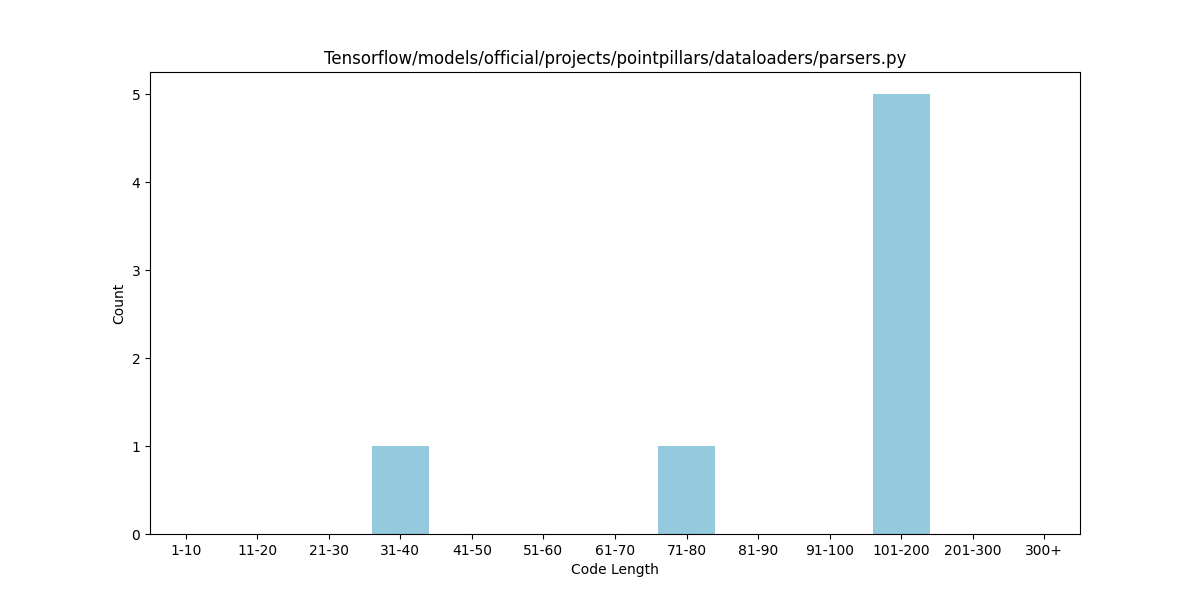 Tensorflow/models/official/projects/pointpillars/dataloaders/parsers.py
5
4
3
2
1
0
Count
1-10 11-20 21-30 31-40 41-50 51-60 61-70 71-80 81-90 91-100 101-200 201-300 300+
Code Length